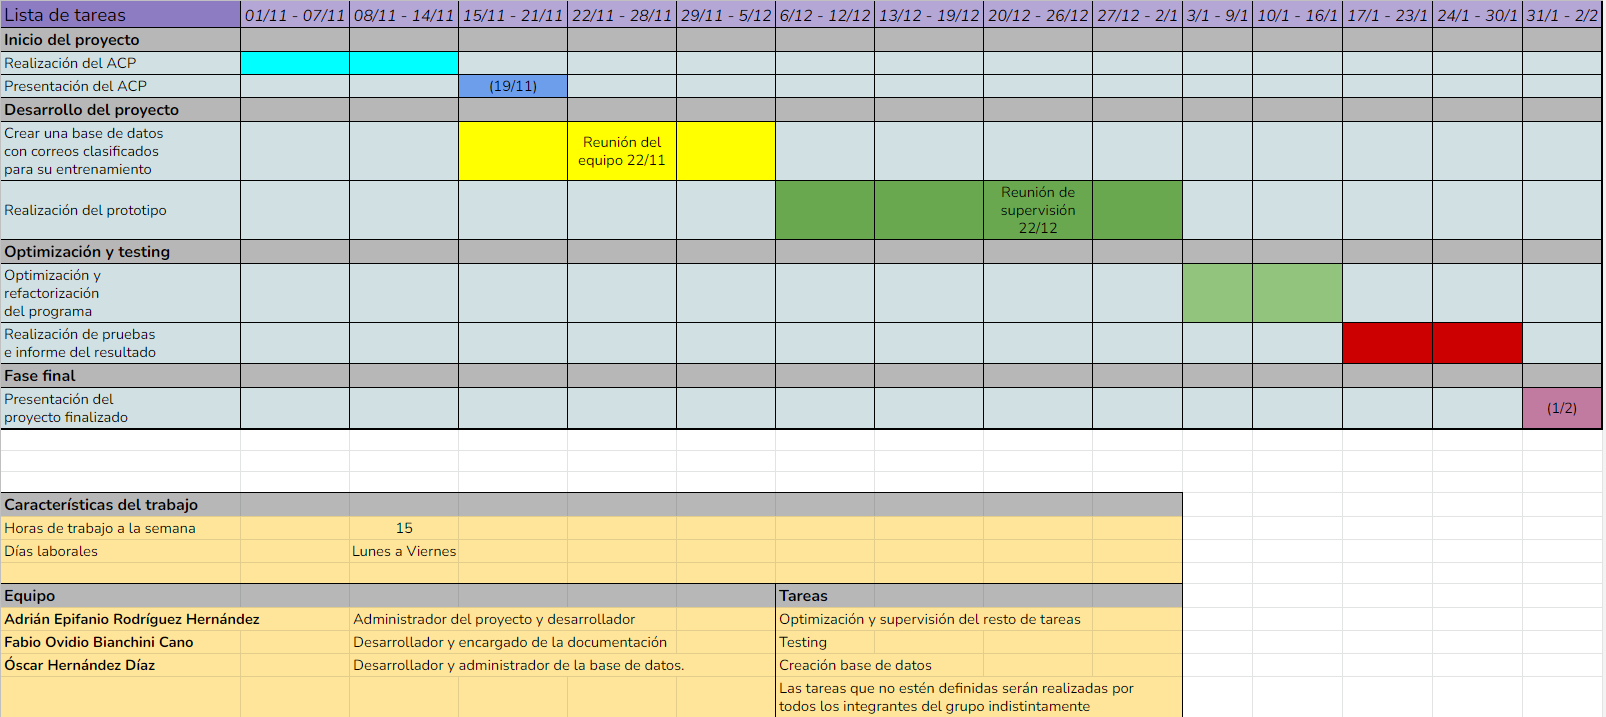 Lista de tareas 01/11 - 07/11 08/11 - 14/11 15/11 - 21/11 22/11 - 28/11 29/11 - 5/12 6/12 - 12/12 13/12 - 19/12 20/12 - 26/12 27/12 - 2/1 3/1 - 9/1 10/1 - 16/1 17/1 - 23/1 24/1 - 30/1 31/1 - 2/2
Inicio del proyecto
Realización del ACP
Presentación del ACP (19/11)
Desarrollo del proyecto
Crear una base de datos
con correos clasificados
para su entrenamiento
Reunión del
equipo 22/11
Realización del prototipo
Reunión de
supervisión
22/12
Optimización y testing
Optimización y
refactorización
del programa
Realización de pruebas
e informe del resultado
Fase final
Presentación del
proyecto finalizado
(1/2)
Características del trabajo
Horas de trabajo a la semana 15
Días laborales Lunes a Viernes
Equipo Tareas
Adrián Epifanio Rodríguez Hernández Administrador del proyecto y desarrollador Optimización y supervisión del resto de tareas
Fabio Ovidio Bianchini Cano Desarrollador y encargado de la documentación Testing
Óscar Hernández Díaz Desarrollador y administrador de la base de datos. Creación base de datos
Las tareas que no estén definidas serán realizadas por
todos los integrantes del grupo indistintamente